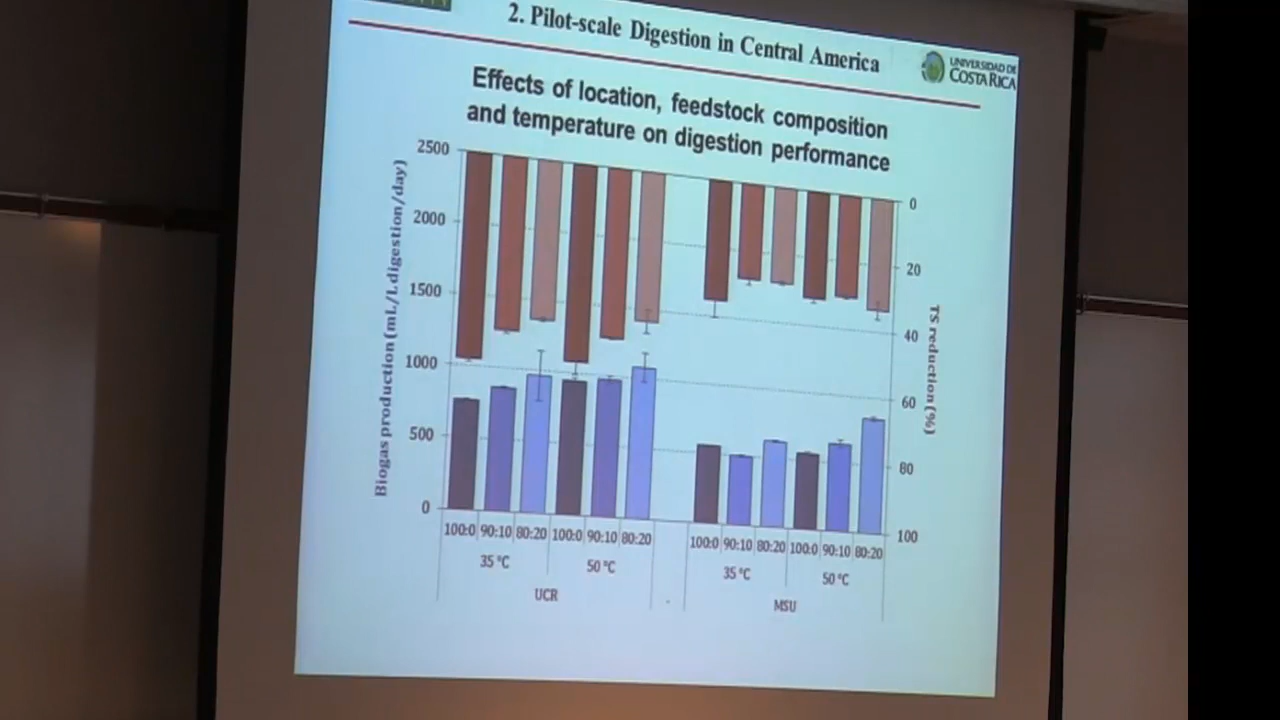 2. Pilot-scale Digestion in Central America
UNIVERSIDAD DE
COSTA RICA
Effects of location, feedstock composition
and temperature on digestion performance
Biogas production (mL/L digestion/day)
2500
2000
1500
1000
500
0
0
20
40
60
80
100
TS reduction (%)
100:0 90:10 80:20 100:0 90:10 80:20 100:0 90:10 80:20 100:0 90:10 80:20
35 °C 50 °C 35 °C 50 °C
UCR MSU